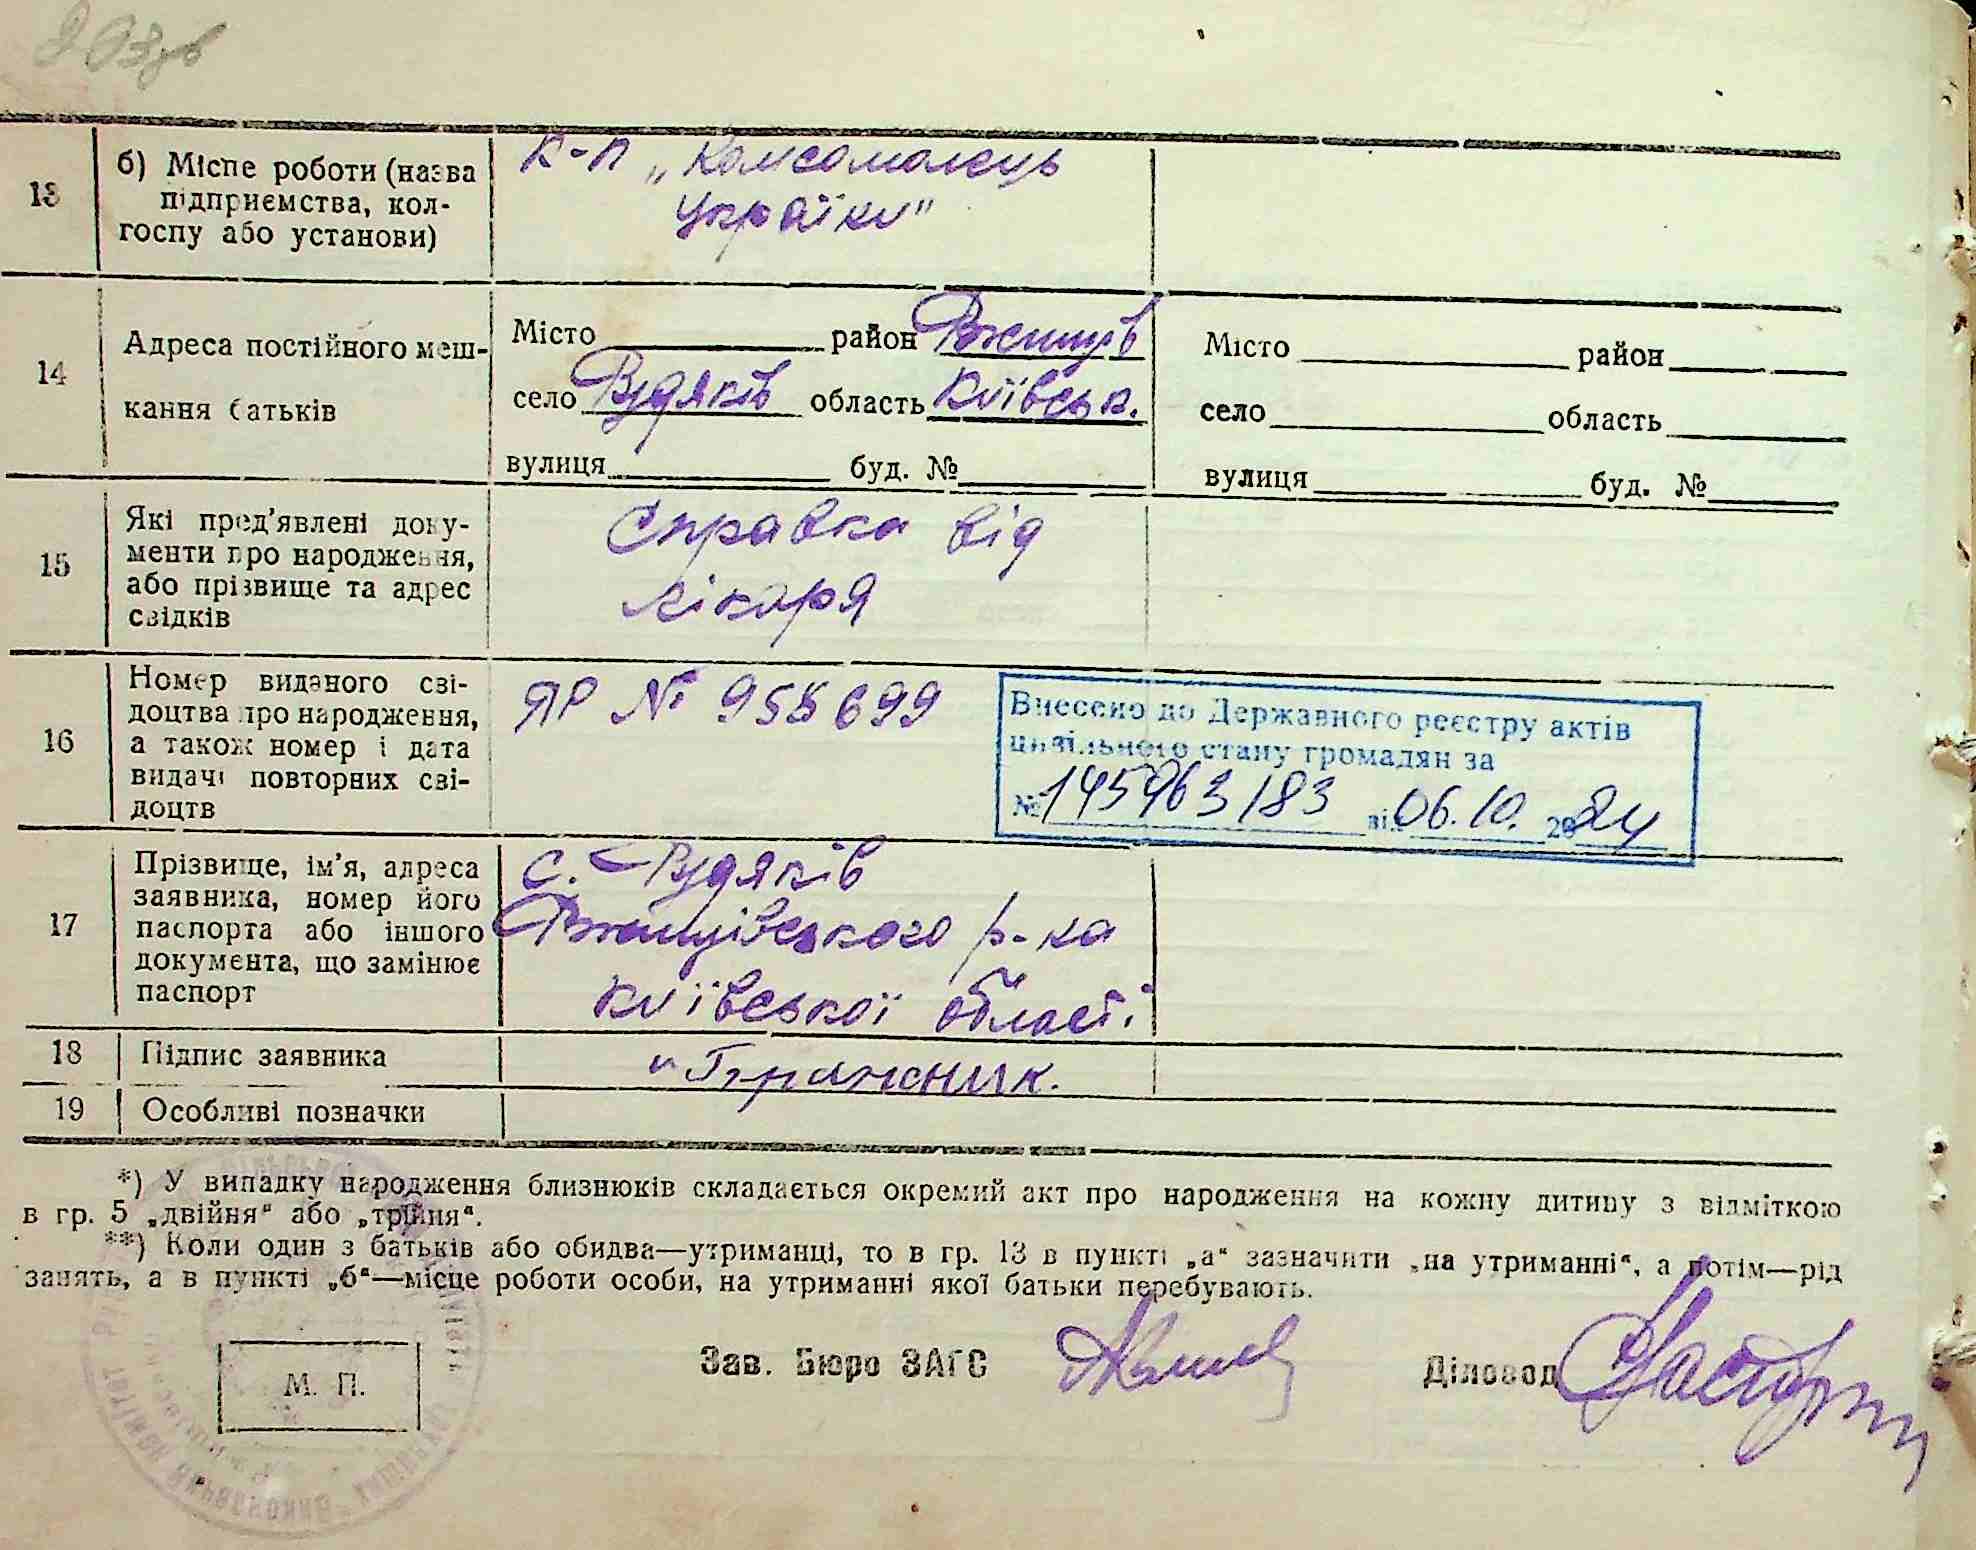 13
б) Місце роботи (назва
підприємства, кол-
госпу або установи)
к-п „Комсомолець
України"
14
Адреса постійного меш-
кання батьків
Місто район Ржищів
село Ѓудяків область Київськ.
вулиця буд. №
Місто район
село область
вулиця буд. №
15
Які пред'явлені доку-
менти про народження,
або прізвище та адрес
свідків
Справка від
лікаря
16
Номер виданого сві-
доцтва про народження,
а також номер і дата
видачі повторних сві-
доцтв
ЯР № 955699
Внесено до Державного реєстру актів
цивільного стану громадян за
№ 145963183 від 06.10. 2024
17
Прізвище, ім'я, адреса
заявника, номер його
паспорта або іншого
документа, що замінює
паспорт
с.
Ржищівського р-на
Київської області
18 Підпис заявника
19 Особливі позначки
*) У випадку народження близнюків складається окремий акт про народження на кожну дитину з відміткою
в гр. 5 „двійня" або „трійня".
**) Коли один з батьків або обидва—утриманці, то в гр. 13 в пункті „а" зазначити „на утриманні", а потім—рід
занять, а в пункті „б"—місце роботи особи, на утриманні якої батьки перебувають.
М. П.
Зав. Бюро ЗАГС
Діловод